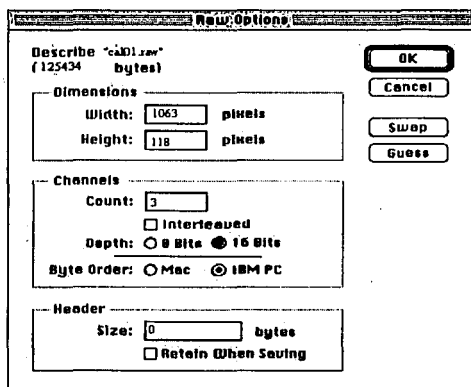 Raw Options
Describe "cal01.raw"
(125434 bytes)
OK
Cancel
Swap
Guess
Dimensions
Width: 1063 pixels
Height: 118 pixels
Channels
Count: 3
Interleaved
Depth: 8 Bits 16 Bits
Byte Order: Mac IBM PC
Header
Size: 0 bytes
Retain When Saving